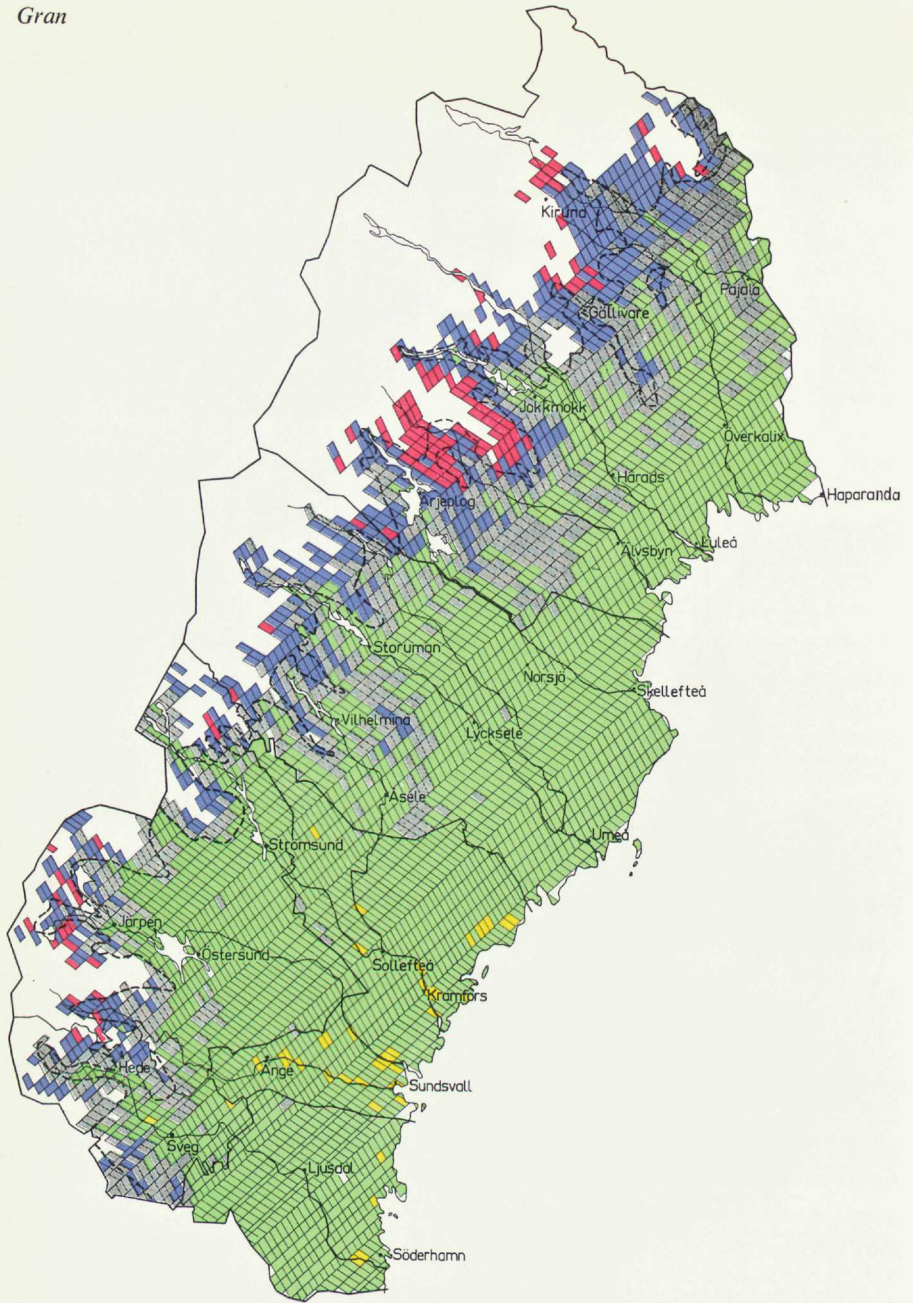 Gran
Kiruna
Pajala
Gällivare
Jokkmokk
Överkalix
Harads
Haparanda
Arjeplog
Luleå
Älvsbyn
Storuman
Norsjö
Skellefteå
Vilhelmina
Lycksele
Åsele
Umeå
Strömsund
Järpen
Östersund
Sollefteå
Kramfors
Hede
Ånge
Sundsvall
Sveg
Ljusdal
Söderhamn